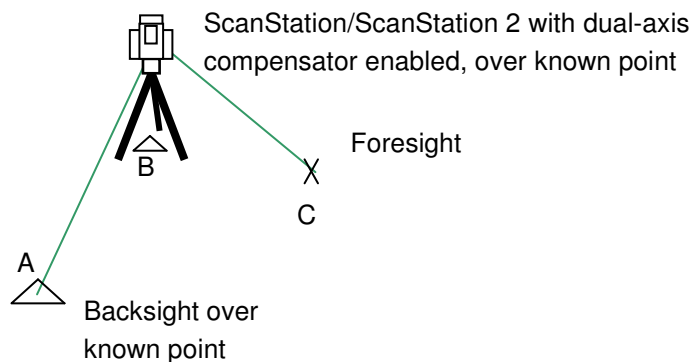 ScanStation/ScanStation 2 with dual-axis
compensator enabled, over known point
Foresight
B
C
A
Backsight over
known point